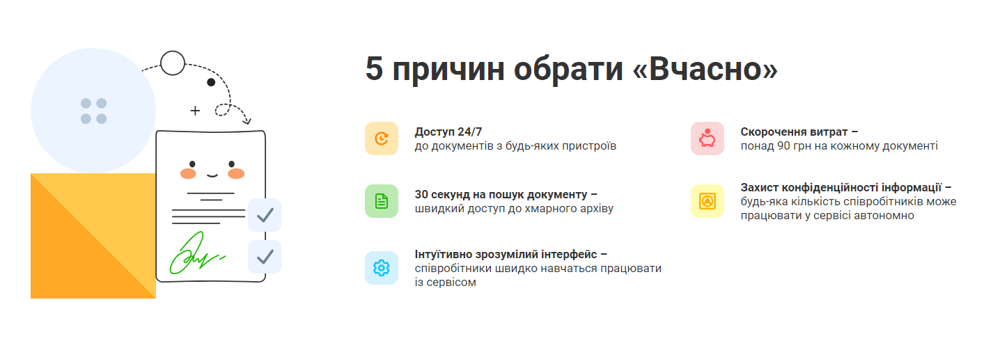 5 причин обрати «Вчасно»
Доступ 24/7
до документів з будь-яких пристроїв
Скорочення витрат –
понад 90 грн на кожному документі
30 секунд на пошук документу –
швидкий доступ до хмарного архіву
Захист конфіденційності інформації –
будь-яка кількість співробітників може
працювати у сервісі автономно
Інтуїтивно зрозумілий інтерфейс –
співробітники швидко навчаться працювати
із сервісом